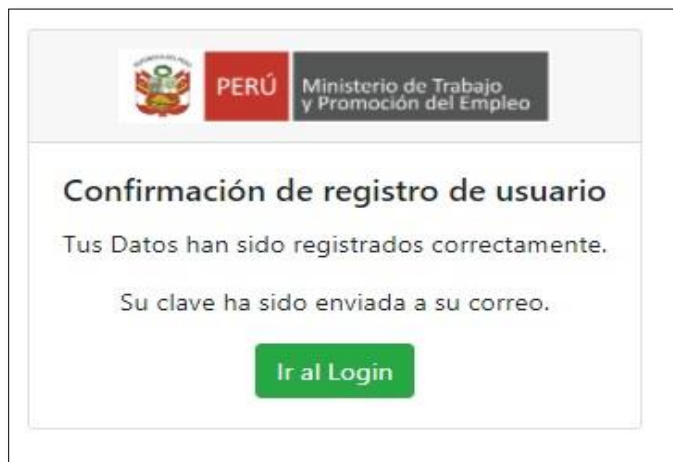 PERÚ
Ministerio de Trabajo
y Promoción del Empleo
Confirmación de registro de usuario
Tus Datos han sido registrados correctamente.
Su clave ha sido enviada a su correo.
Ir al Login